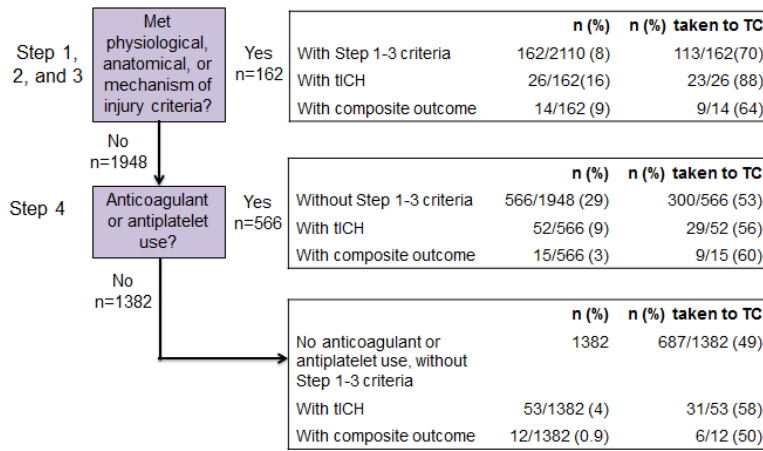 Met
physiological,
anatomical, or
mechanism of
injury criteria?
Step 1,
2, and 3
Yes
n=162
n (%) n (%) taken to TC
With Step 1-3 criteria 162/2110 (8) 113/162(70)
With tICH 26/162(16) 23/26 (88)
With composite outcome 14/162 (9) 9/14 (64)
No
n=1948
Step 4
Anticoagulant
or antiplatelet
use?
Yes
n=566
n (%) n (%) taken to TC
Without Step 1-3 criteria 566/1948 (29) 300/566 (53)
With tICH 52/566 (9) 29/52 (56)
With composite outcome 15/566 (3) 9/15 (60)
No
n=1382
n (%) n (%) taken to TC
No anticoagulant or 1382 687/1382 (49)
antiplatelet use, without
Step 1-3 criteria
With tICH 53/1382 (4) 31/53 (58)
With composite outcome 12/1382 (0.9) 6/12 (50)